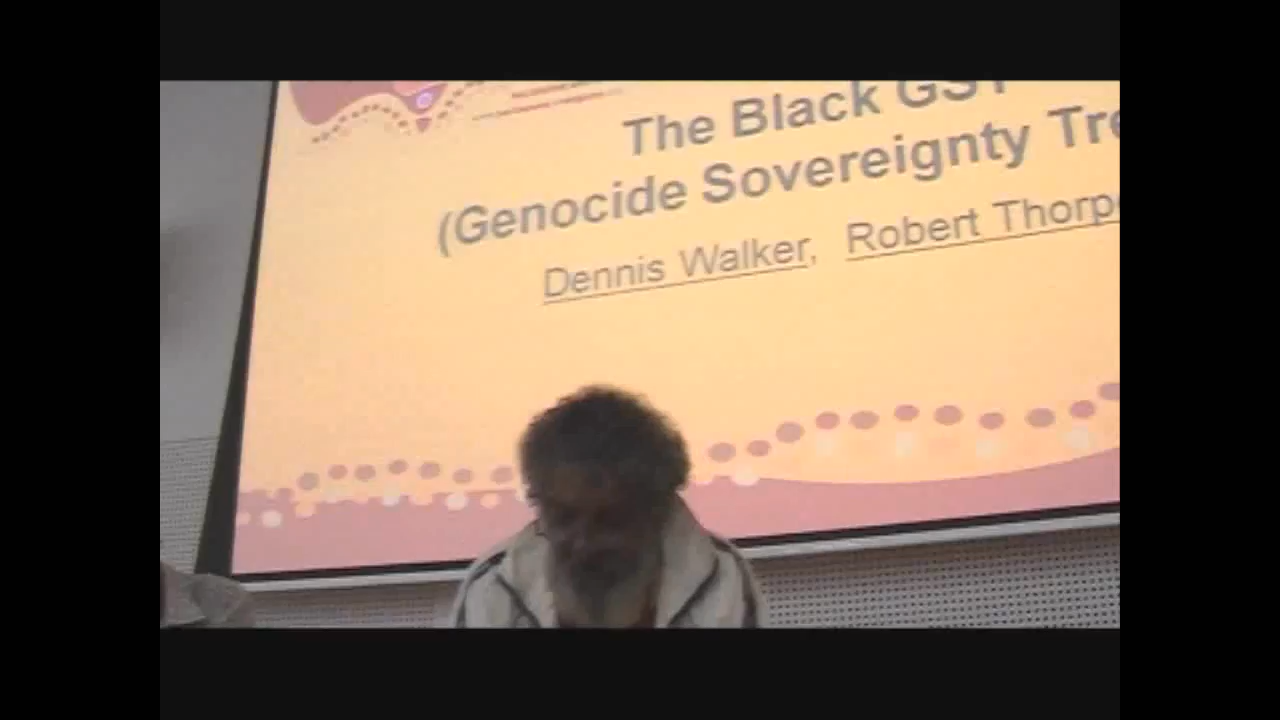 The Black GST
(Genocide Sovereignty Tre
Dennis Walker, Robert Thorp